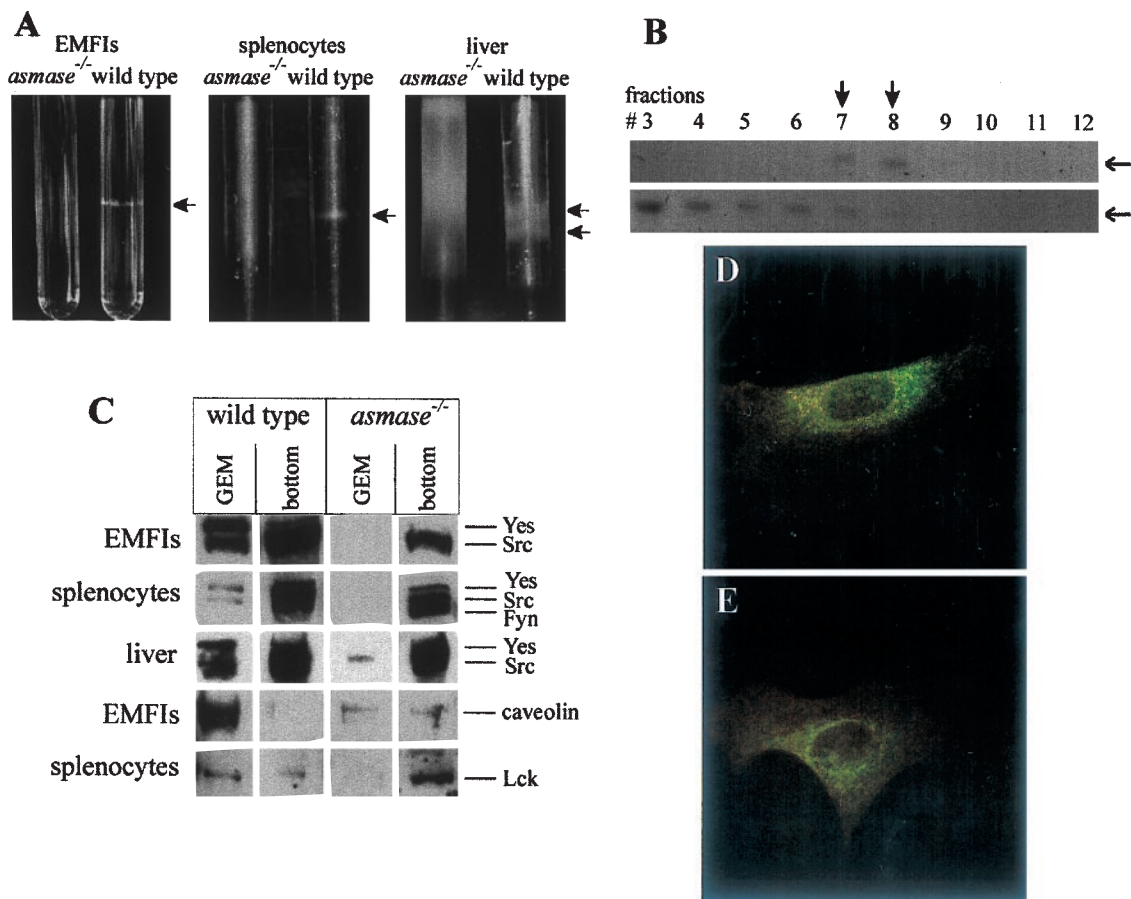 A
EMFIs
asmase-/- wild type
splenocytes
asmase-/- wild type
liver
asmase-/- wild type
B
fractions
# 3 4 5 6 7 8 9 10 11 12
C
wild type
asmase-/-
GEM
bottom
GEM
bottom
EMFIs
Yes
Src
splenocytes
Yes
Src
Fyn
liver
Yes
Src
EMFIs
caveolin
splenocytes
Lck
D
E